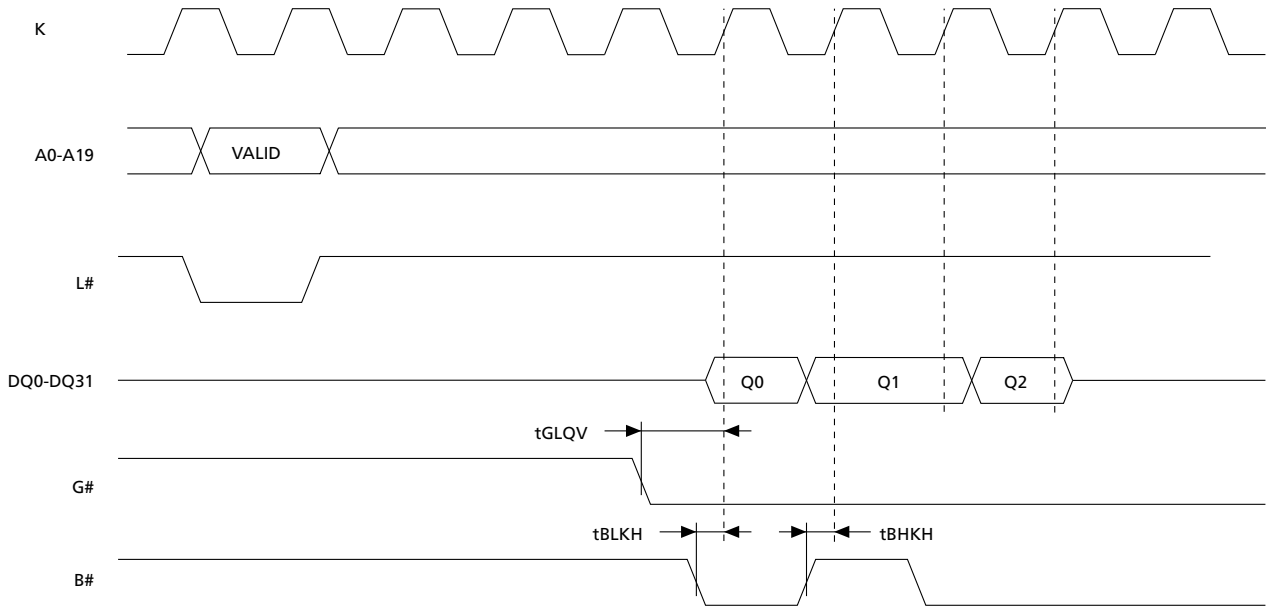 K
A0-A19
VALID
L#
DQ0-DQ31
Q0
Q1
Q2
tGLQV
G#
tBLKH
tBHKH
B#